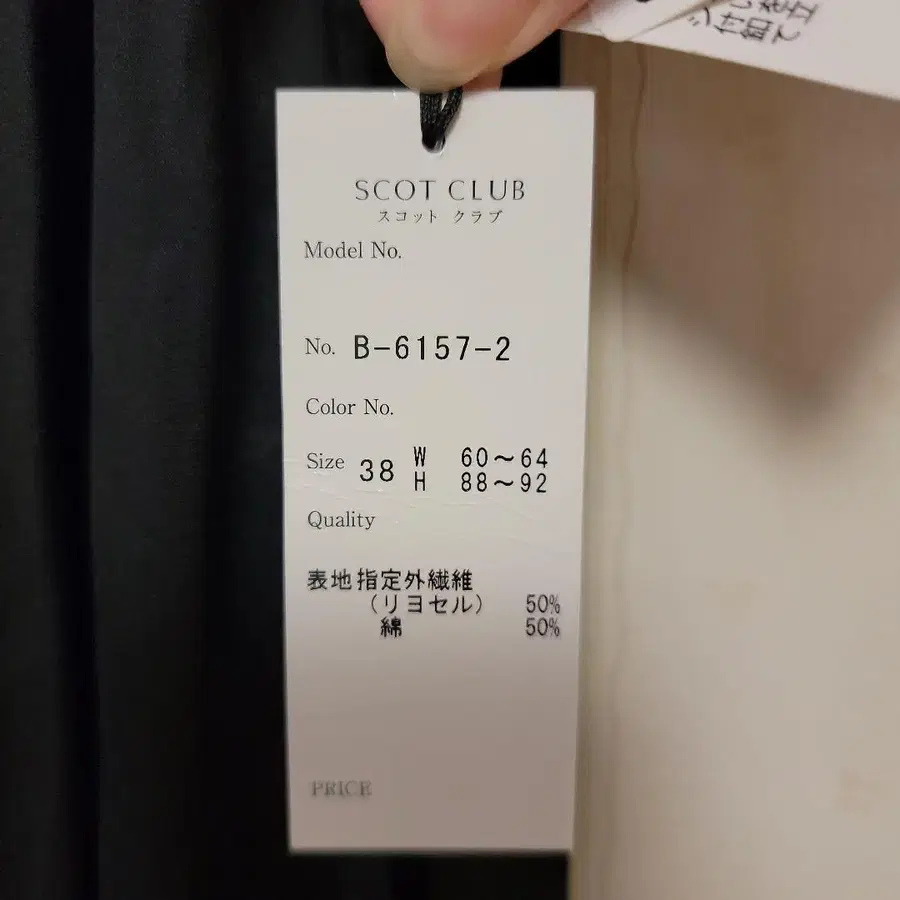 SCOT CLUB
スコット クラブ
Model No.
No. B-6157-2
Color No.
Size 38 W 60～64
H 88～92
Quality
表地指定外繊維
（リヨセル） 50%
綿 50%
PRICE